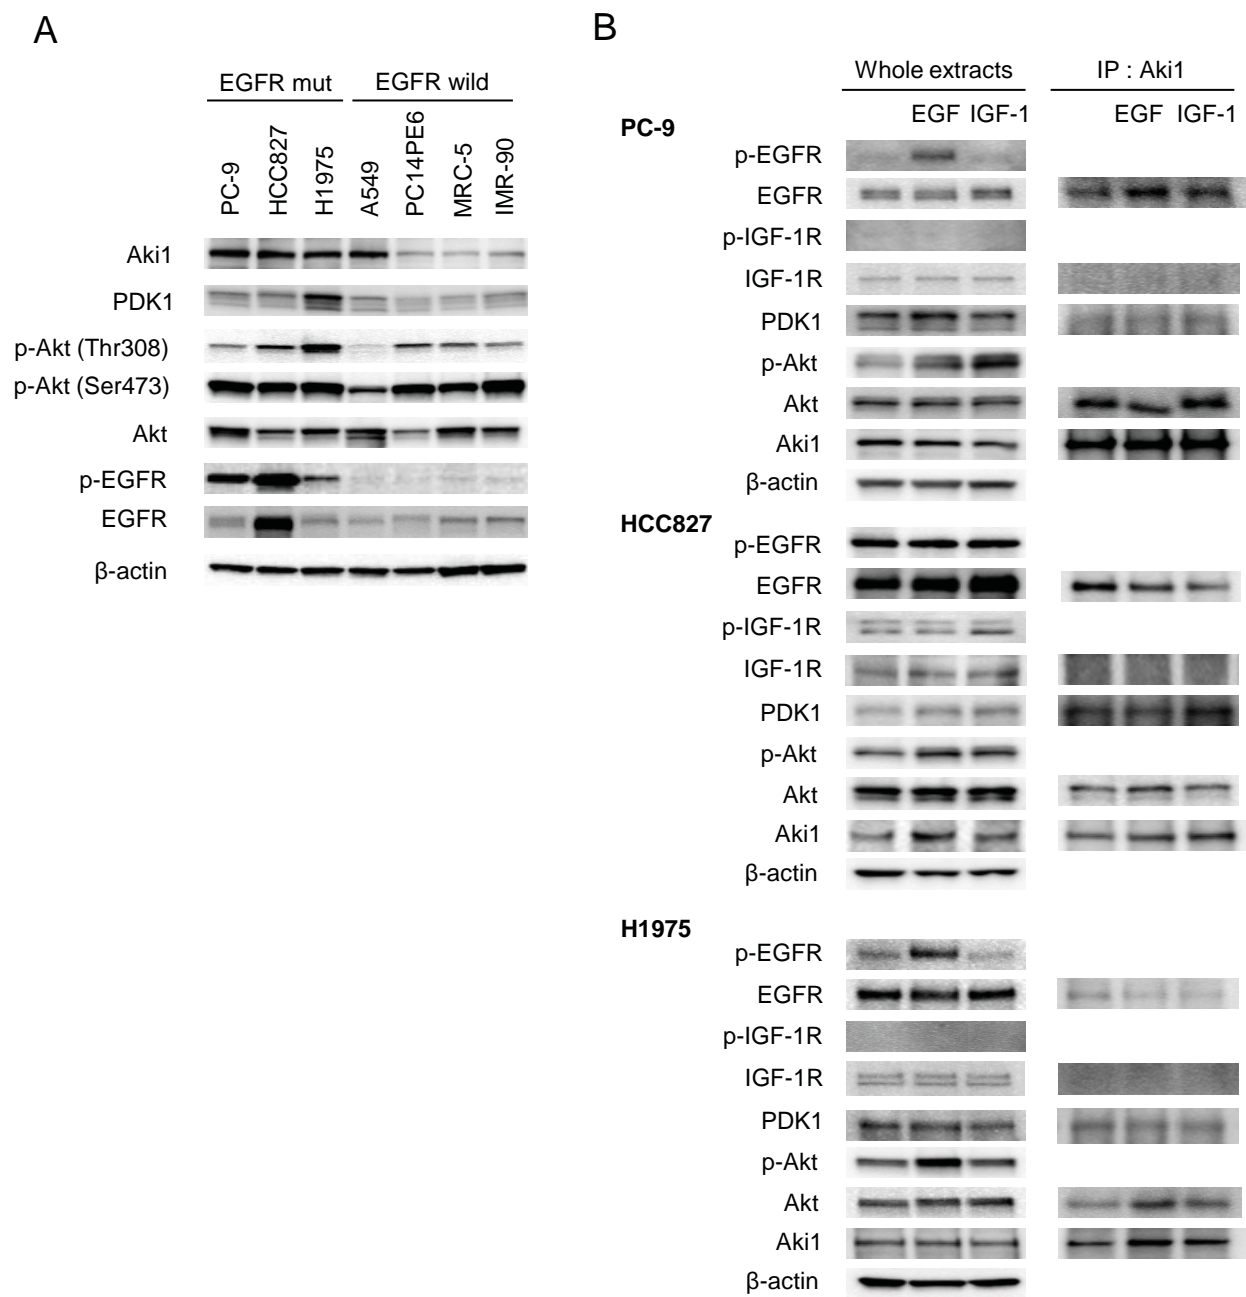 A
EGFR mut EGFR wild
PC-9 HCC827 H1975 A549 PC14PE6 MRC-5 IMR-90
Aki1
PDK1
p-Akt (Thr308)
p-Akt (Ser473)
Akt
p-EGFR
EGFR
β-actin
B
Whole extracts IP : Aki1
EGF IGF-1 EGF IGF-1
PC-9
p-EGFR
EGFR
p-IGF-1R
IGF-1R
PDK1
p-Akt
Akt
Aki1
β-actin
HCC827
p-EGFR
EGFR
p-IGF-1R
IGF-1R
PDK1
p-Akt
Akt
Aki1
β-actin
H1975
p-EGFR
EGFR
p-IGF-1R
IGF-1R
PDK1
p-Akt
Akt
Aki1
β-actin